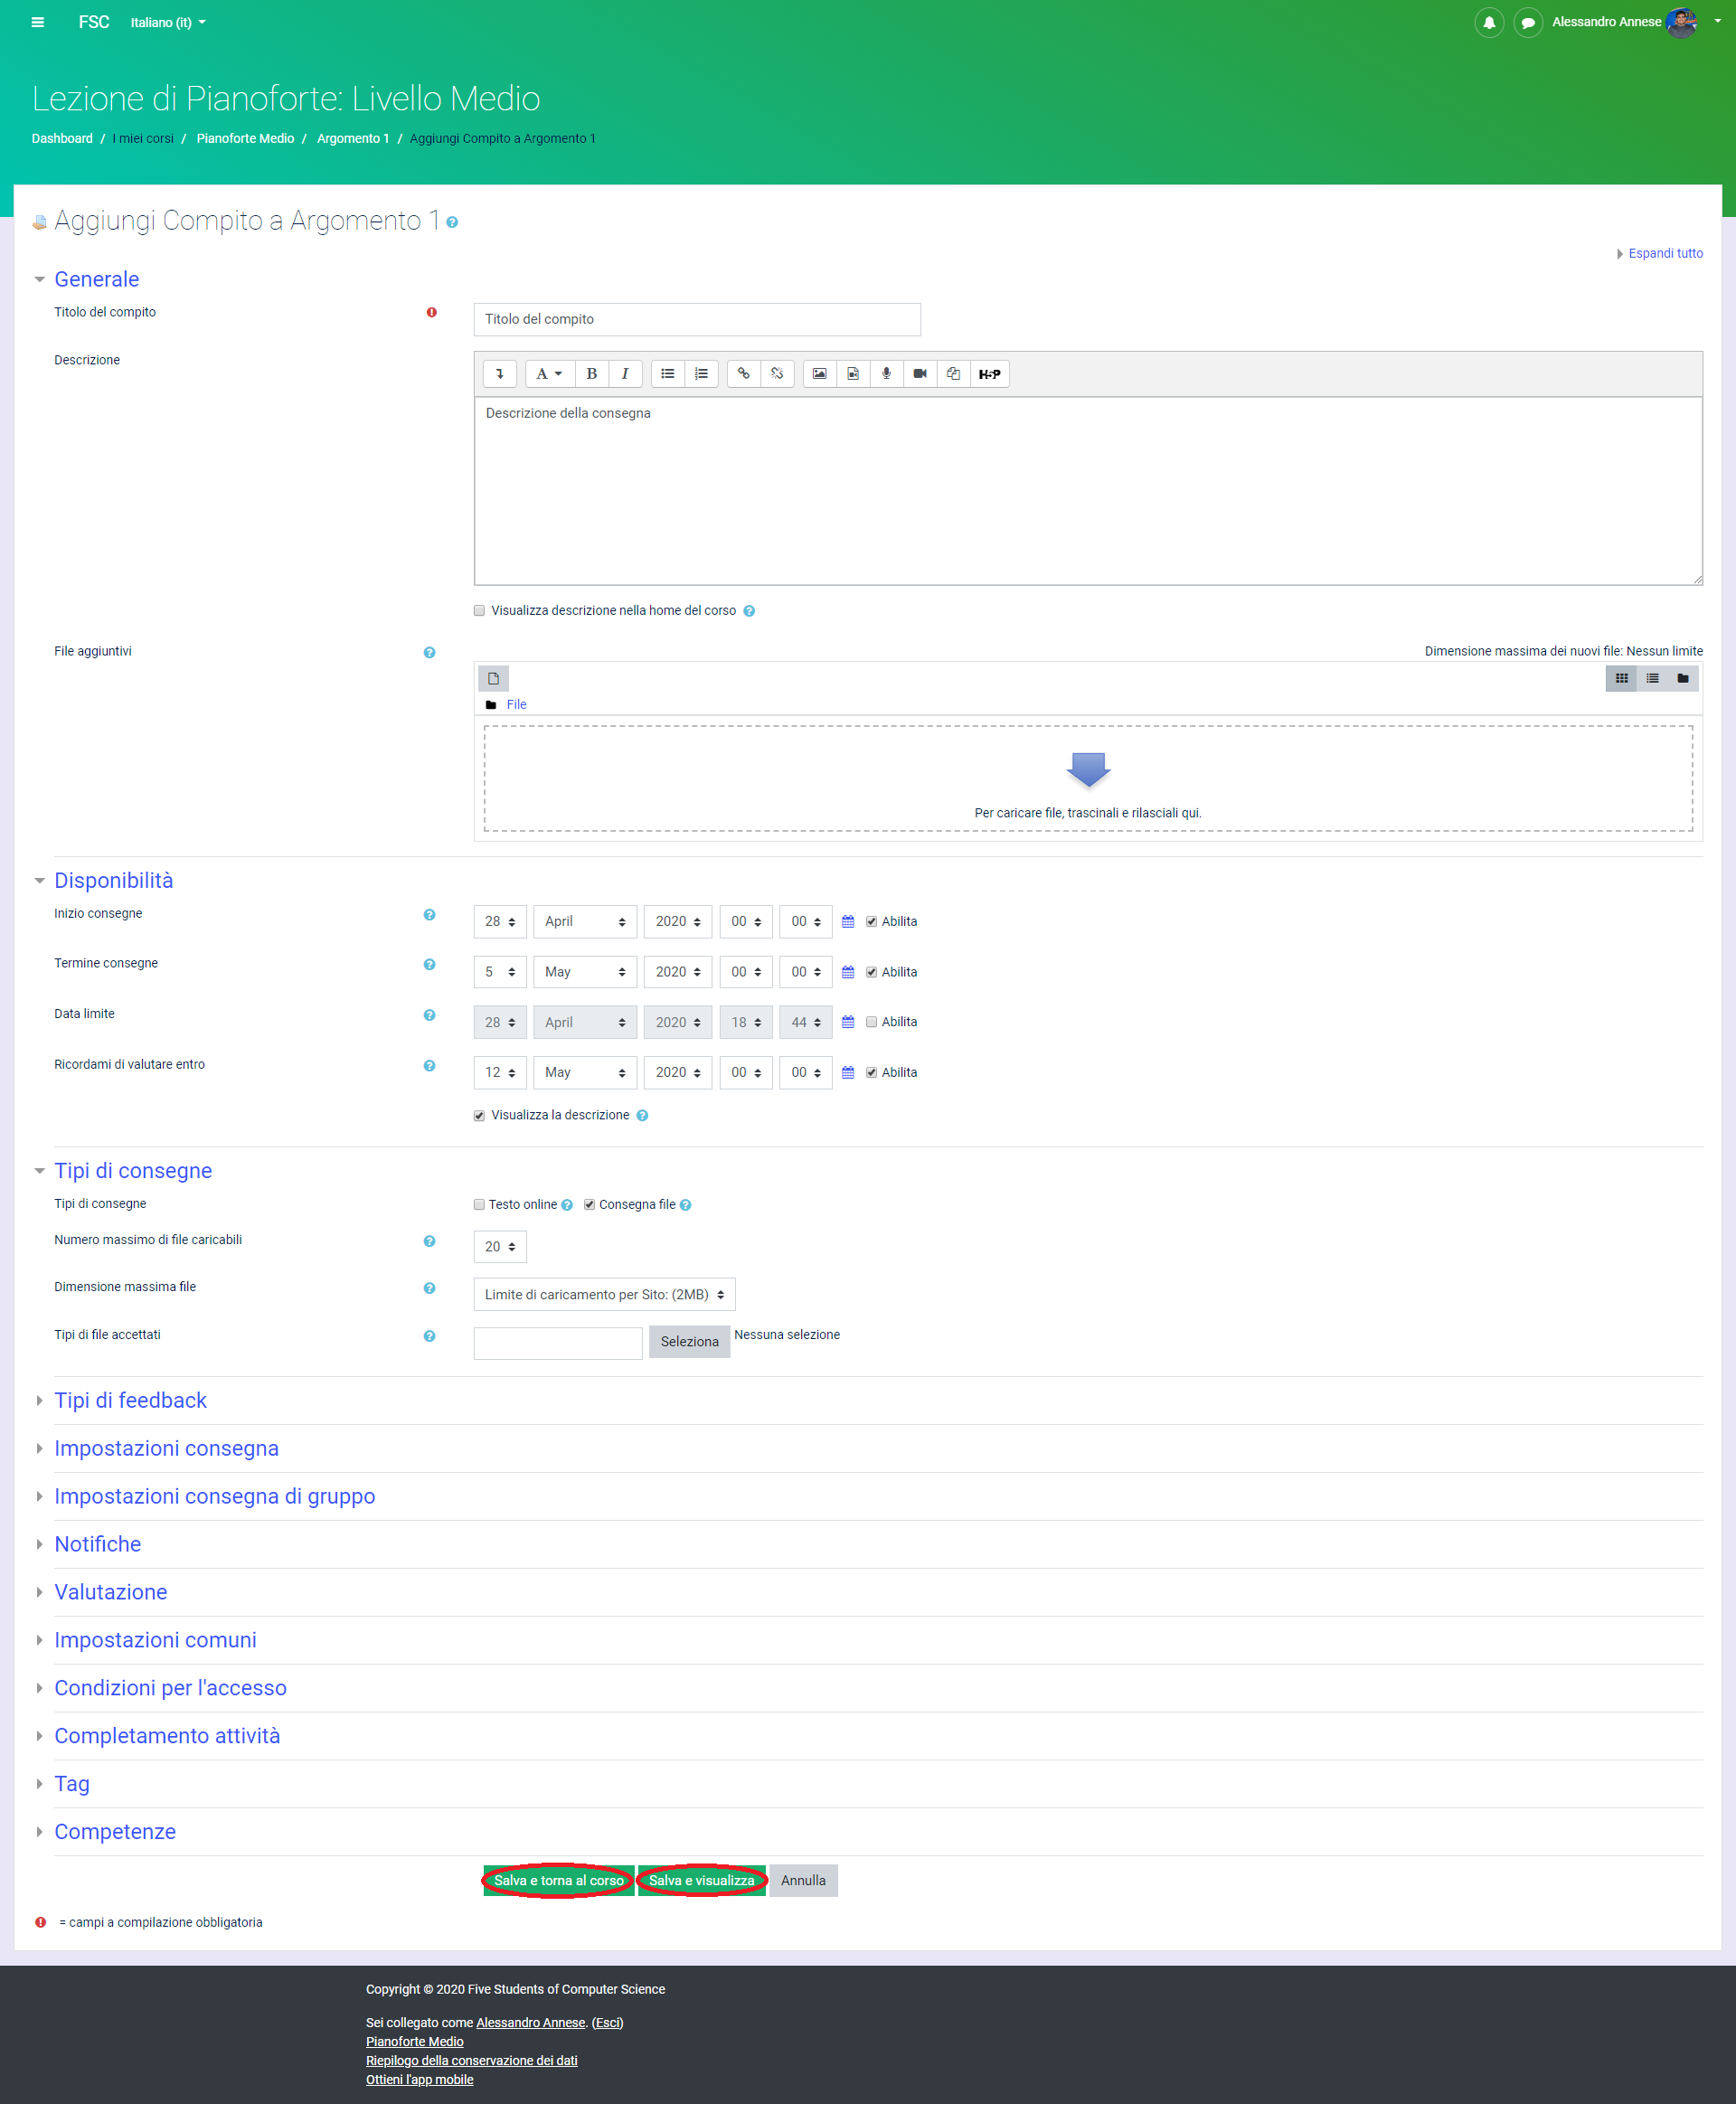 FSC Italiano (it) Alessandro Annese
Lezione di Pianoforte: Livello Medio
Dashboard / I miei corsi / Pianoforte Medio / Argomento 1 / Aggiungi Compito a Argomento 1
Aggiungi Compito a Argomento 1
Espandi tutto
Generale
Titolo del compito Titolo del compito
Descrizione
A B I H-P
Descrizione della consegna
Visualizza descrizione nella home del corso
File aggiuntivi Dimensione massima dei nuovi file: Nessun limite
File
Per caricare file, trascinali e rilasciali qui.
Disponibilità
Inizio consegne 28 April 2020 00 00 Abilita
Termine consegne 5 May 2020 00 00 Abilita
Data limite 28 April 2020 18 44 Abilita
Ricordami di valutare entro 12 May 2020 00 00 Abilita
Visualizza la descrizione
Tipi di consegne
Tipi di consegne Testo online Consegna file
Numero massimo di file caricabili 20
Dimensione massima file Limite di caricamento per Sito: (2MB)
Tipi di file accettati Seleziona Nessuna selezione
Tipi di feedback
Impostazioni consegna
Impostazioni consegna di gruppo
Notifiche
Valutazione
Impostazioni comuni
Condizioni per l'accesso
Completamento attività
Tag
Competenze
Salva e torna al corso Salva e visualizza Annulla
= campi a compilazione obbligatoria
Copyright © 2020 Five Students of Computer Science
Sei collegato come Alessandro Annese. (Esci)
Pianoforte Medio
Riepilogo della conservazione dei dati
Ottieni l'app mobile